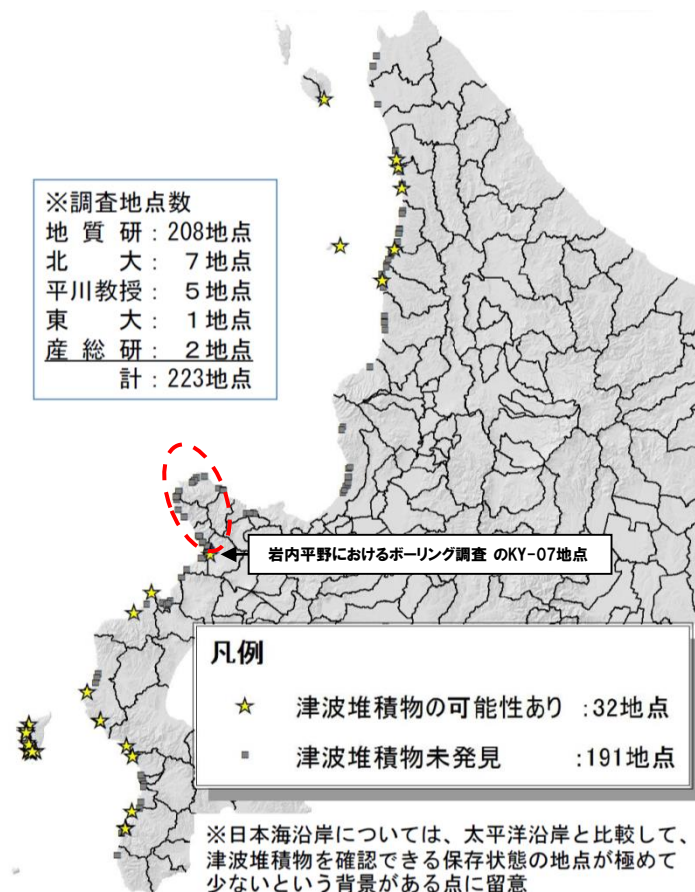 ※調査地点数
地質研：208地点
北大：7地点
平川教授：5地点
東大：1地点
産総研：2地点
計：223地点
岩内平野におけるボーリング調査 のKY-07地点
凡例
津波堆積物の可能性あり ：32地点
津波堆積物未発見 ：191地点
※日本海沿岸については、太平洋沿岸と比較して、
津波堆積物を確認できる保存状態の地点が極めて
少ないという背景がある点に留意